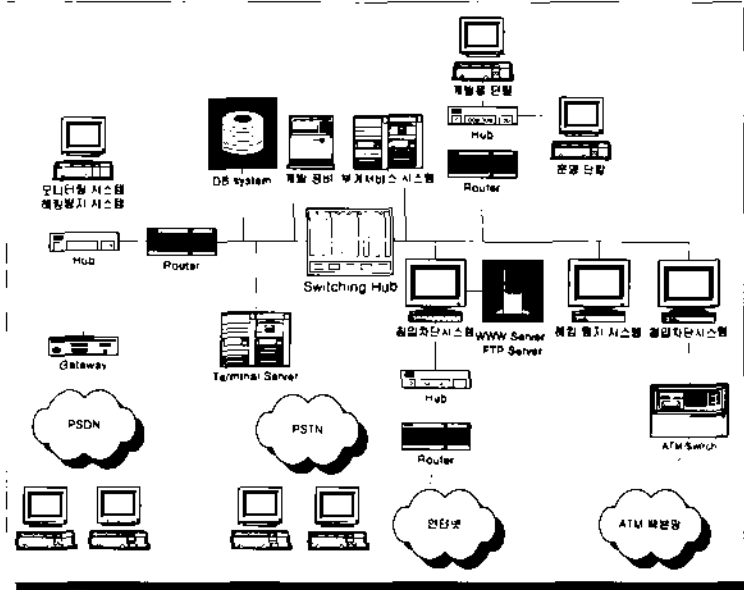 개발용 단말
Hub
운영 단말
Router
DB system
개발 장비
부가서비스 시스템
모니터링 시스템
해킹방지 시스템
Hub
Router
Switching Hub
침입차단시스템
WWW Server
FTP Server
해킹 방지 시스템
침입차단시스템
Gateway
Terminal Server
Hub
ATM Switch
PSDN
PSTN
Router
인터넷
ATM